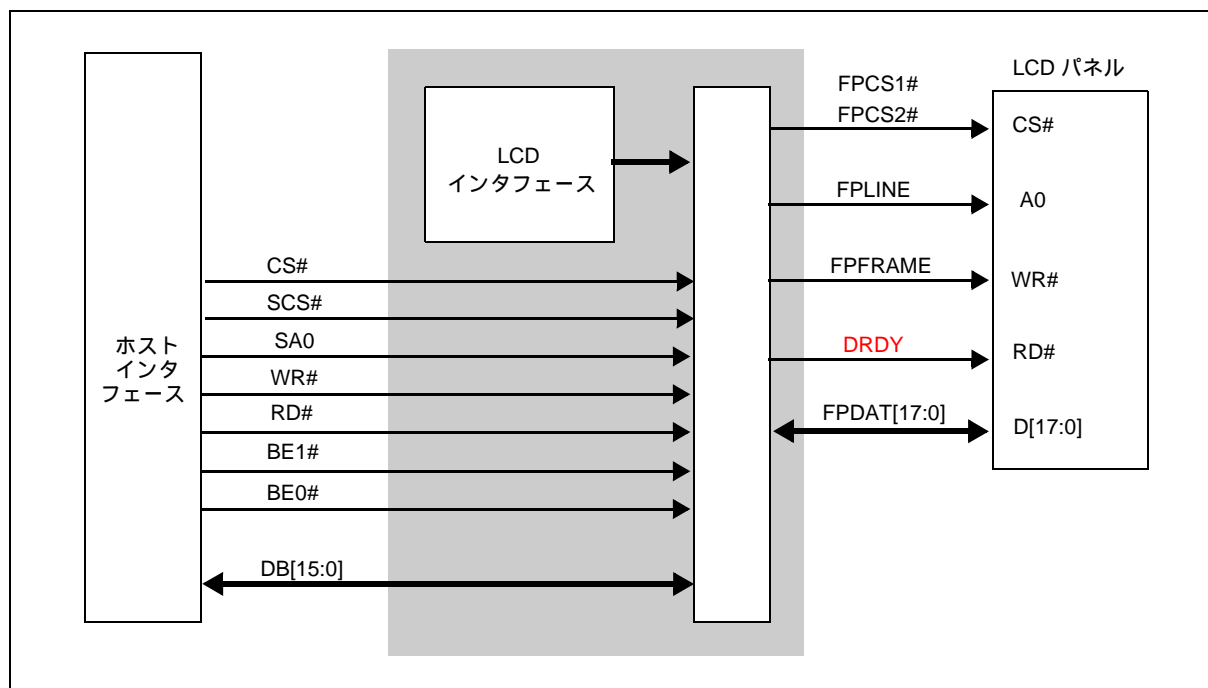 LCD パネル
FPCS1#
FPCS2#
CS#
LCD
インタフェース
FPLINE
A0
CS#
FPFRAME
WR#
SCS#
ホスト
インタ
フェース
SA0
DRDY
RD#
WR#
RD#
FPDAT[17:0]
D[17:0]
BE1#
BE0#
DB[15:0]